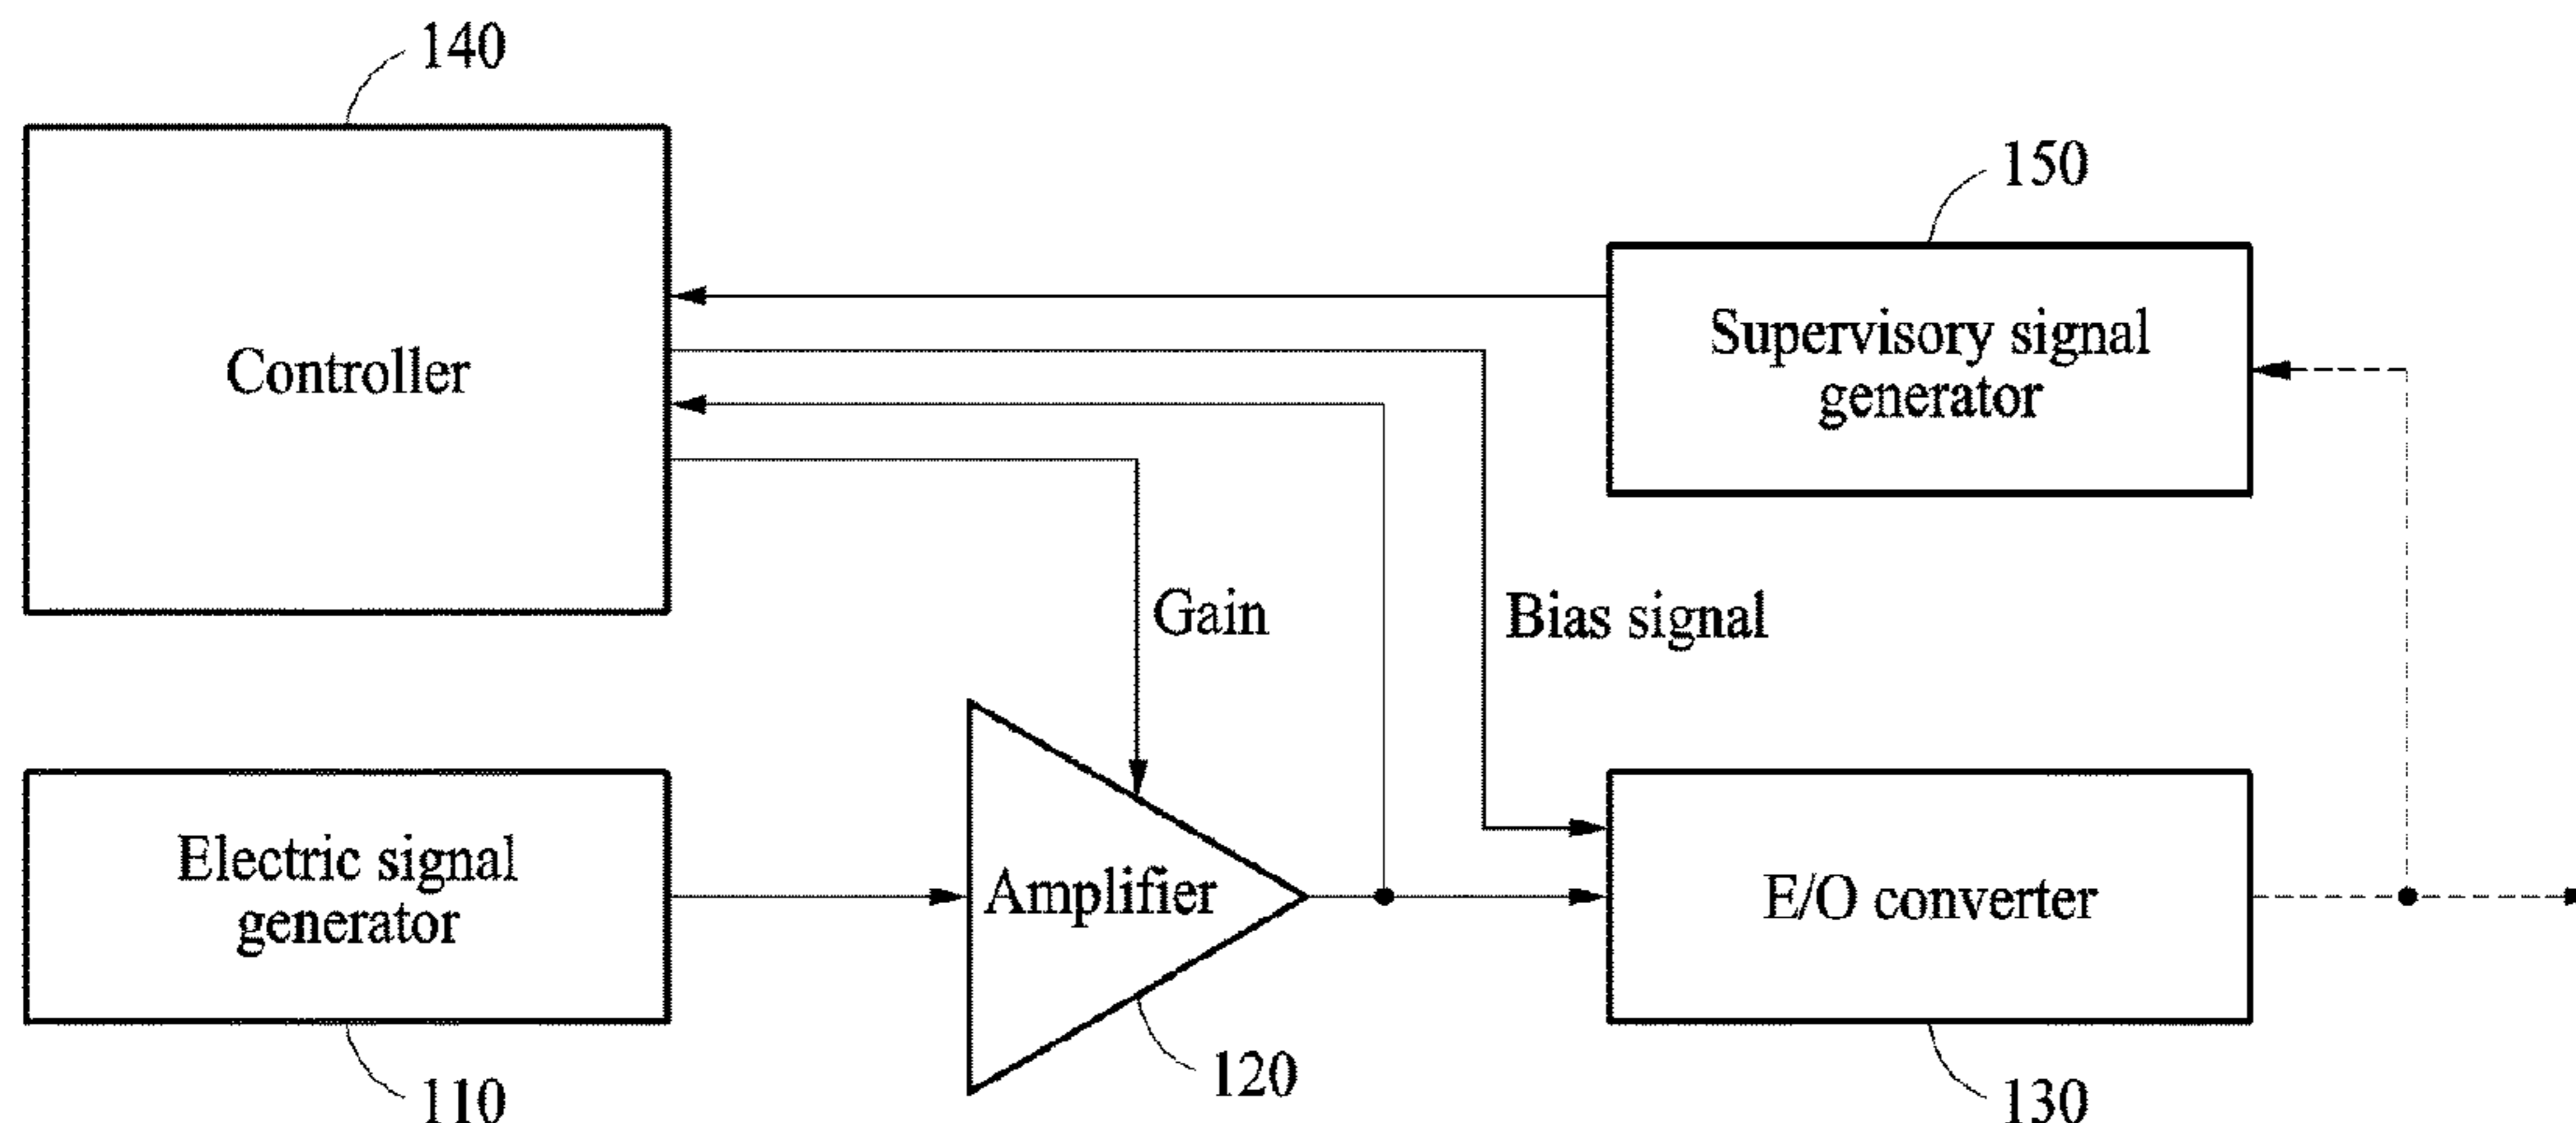 140
150
Controller
Supervisory signal
generator
Gain
Bias signal
Electric signal
generator
Amplifier
E/O converter
110
120
130